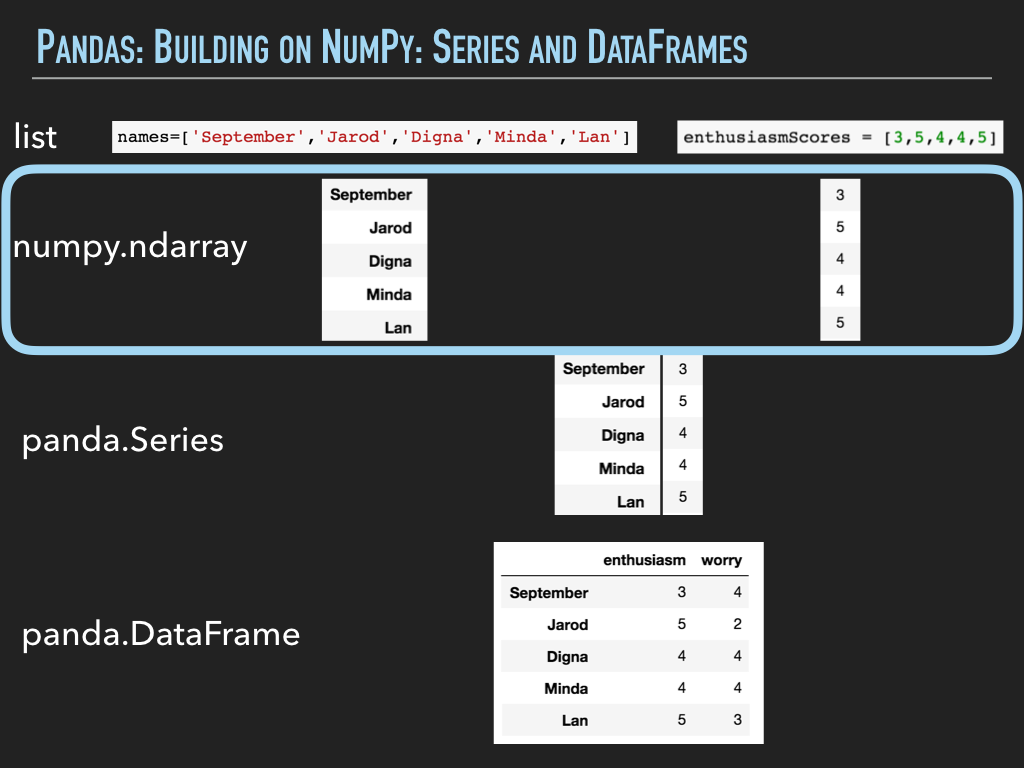 Pandas: Building on NumPy: Series and DataFrames
list
names=['September','Jarod','Digna','Minda','Lan']
enthusiasmScores = [3,5,4,4,5]
numpy.ndarray
September 3
Jarod 5
Digna 4
Minda 4
Lan 5
panda.Series
September 3
Jarod 5
Digna 4
Minda 4
Lan 5
panda.DataFrame
enthusiasm worry
September 3 4
Jarod 5 2
Digna 4 4
Minda 4 4
Lan 5 3